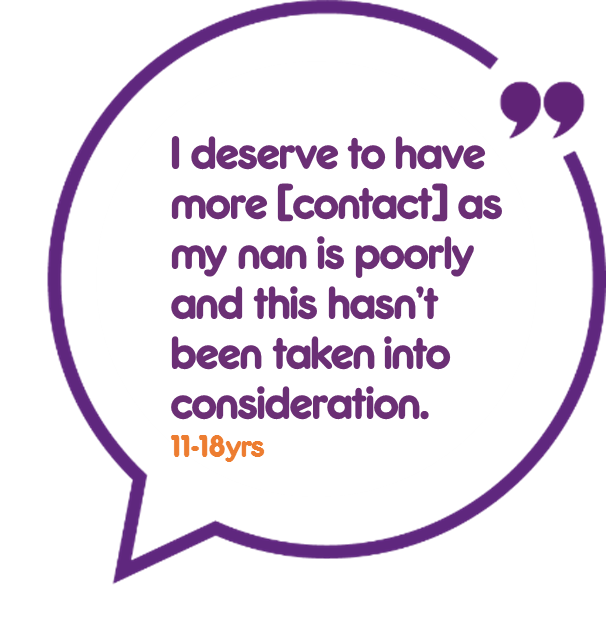 ”
I deserve to have
more [contact] as
my nan is poorly
and this hasn’t
been taken into
consideration.
11-18yrs